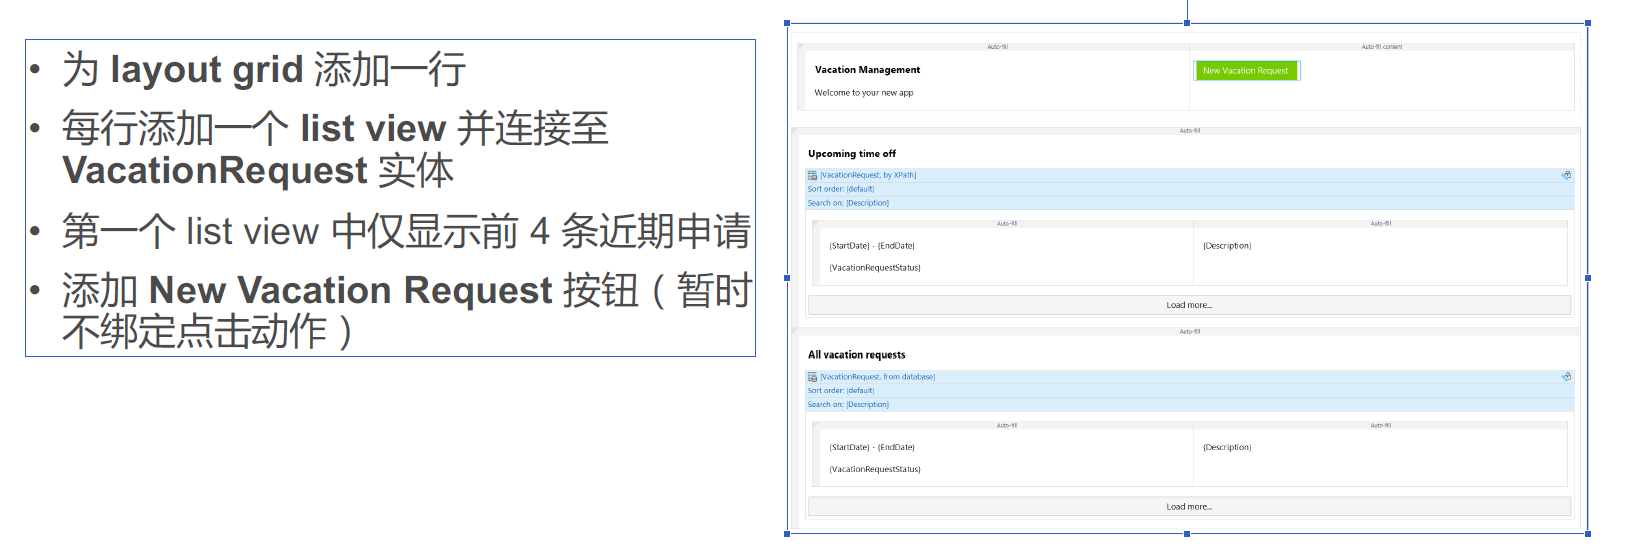 • 为 layout grid 添加一行
• 每行添加一个 list view 并连接至
VacationRequest 实体
• 第一个 list view 中仅显示前 4 条近期申请
• 添加 New Vacation Request 按钮（暂时
不绑定点击动作）
Auto-fill
Auto-fit content
Vacation Management
New Vacation Request
Welcome to your new app
Auto-fill
Upcoming time off
[VacationRequest, by XPath]
Sort order: (default)
Search on: [Description]
Auto-fill
Auto-fill
{StartDate} - {EndDate}
{Description}
{VacationRequestStatus}
Load more...
Auto-fill
All vacation requests
[VacationRequest, from database]
Sort order: (default)
Search on: [Description]
Auto-fill
Auto-fill
{StartDate} - {EndDate}
{Description}
{VacationRequestStatus}
Load more...